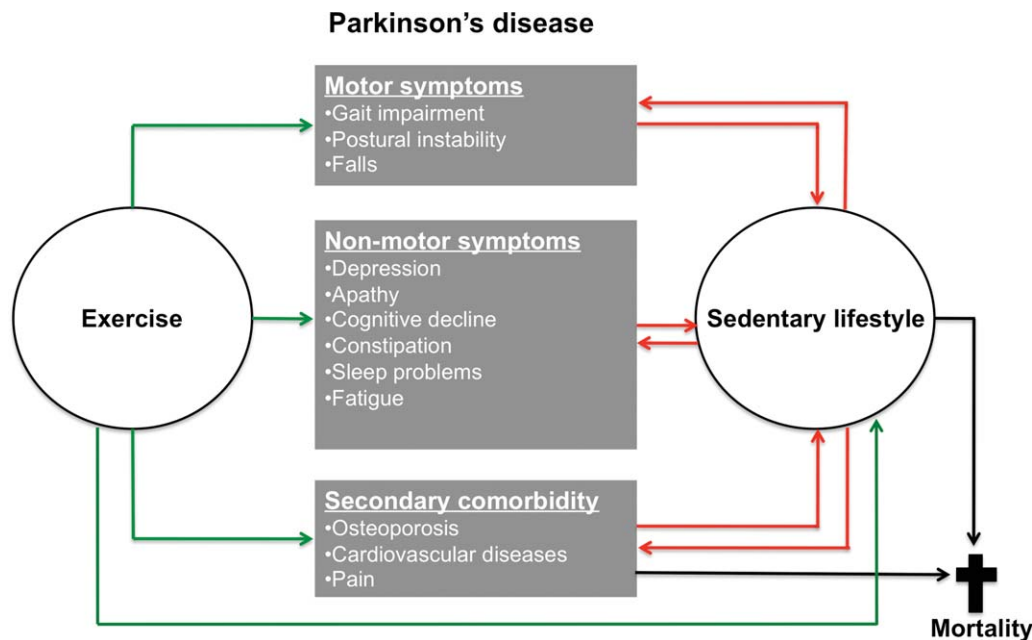 Parkinson's disease
Motor symptoms
•Gait impairment
•Postural instability
•Falls
Non-motor symptoms
•Depression
•Apathy
•Cognitive decline
•Constipation
•Sleep problems
•Fatigue
Exercise
Sedentary lifestyle
Secondary comorbidity
•Osteoporosis
•Cardiovascular diseases
•Pain
Mortality